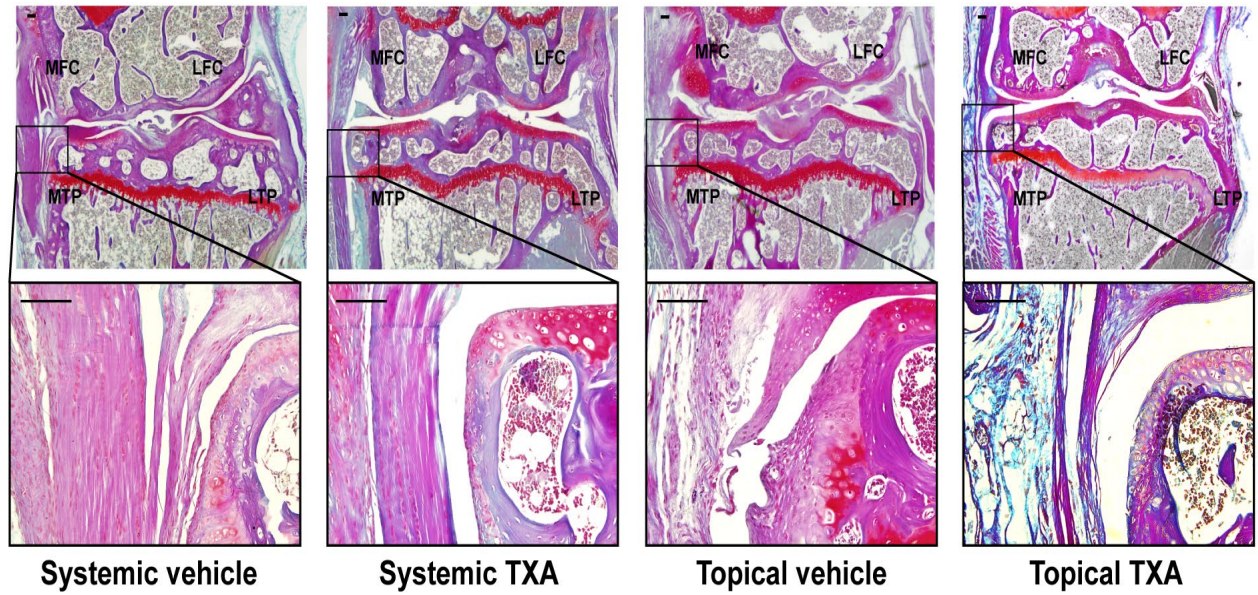 MFC LFC
MTP LTP
MFC LFC
MTP LTP
MFC LFC
MTP LTP
MFC LFC
MTP LTP
Systemic vehicle
Systemic TXA
Topical vehicle
Topical TXA